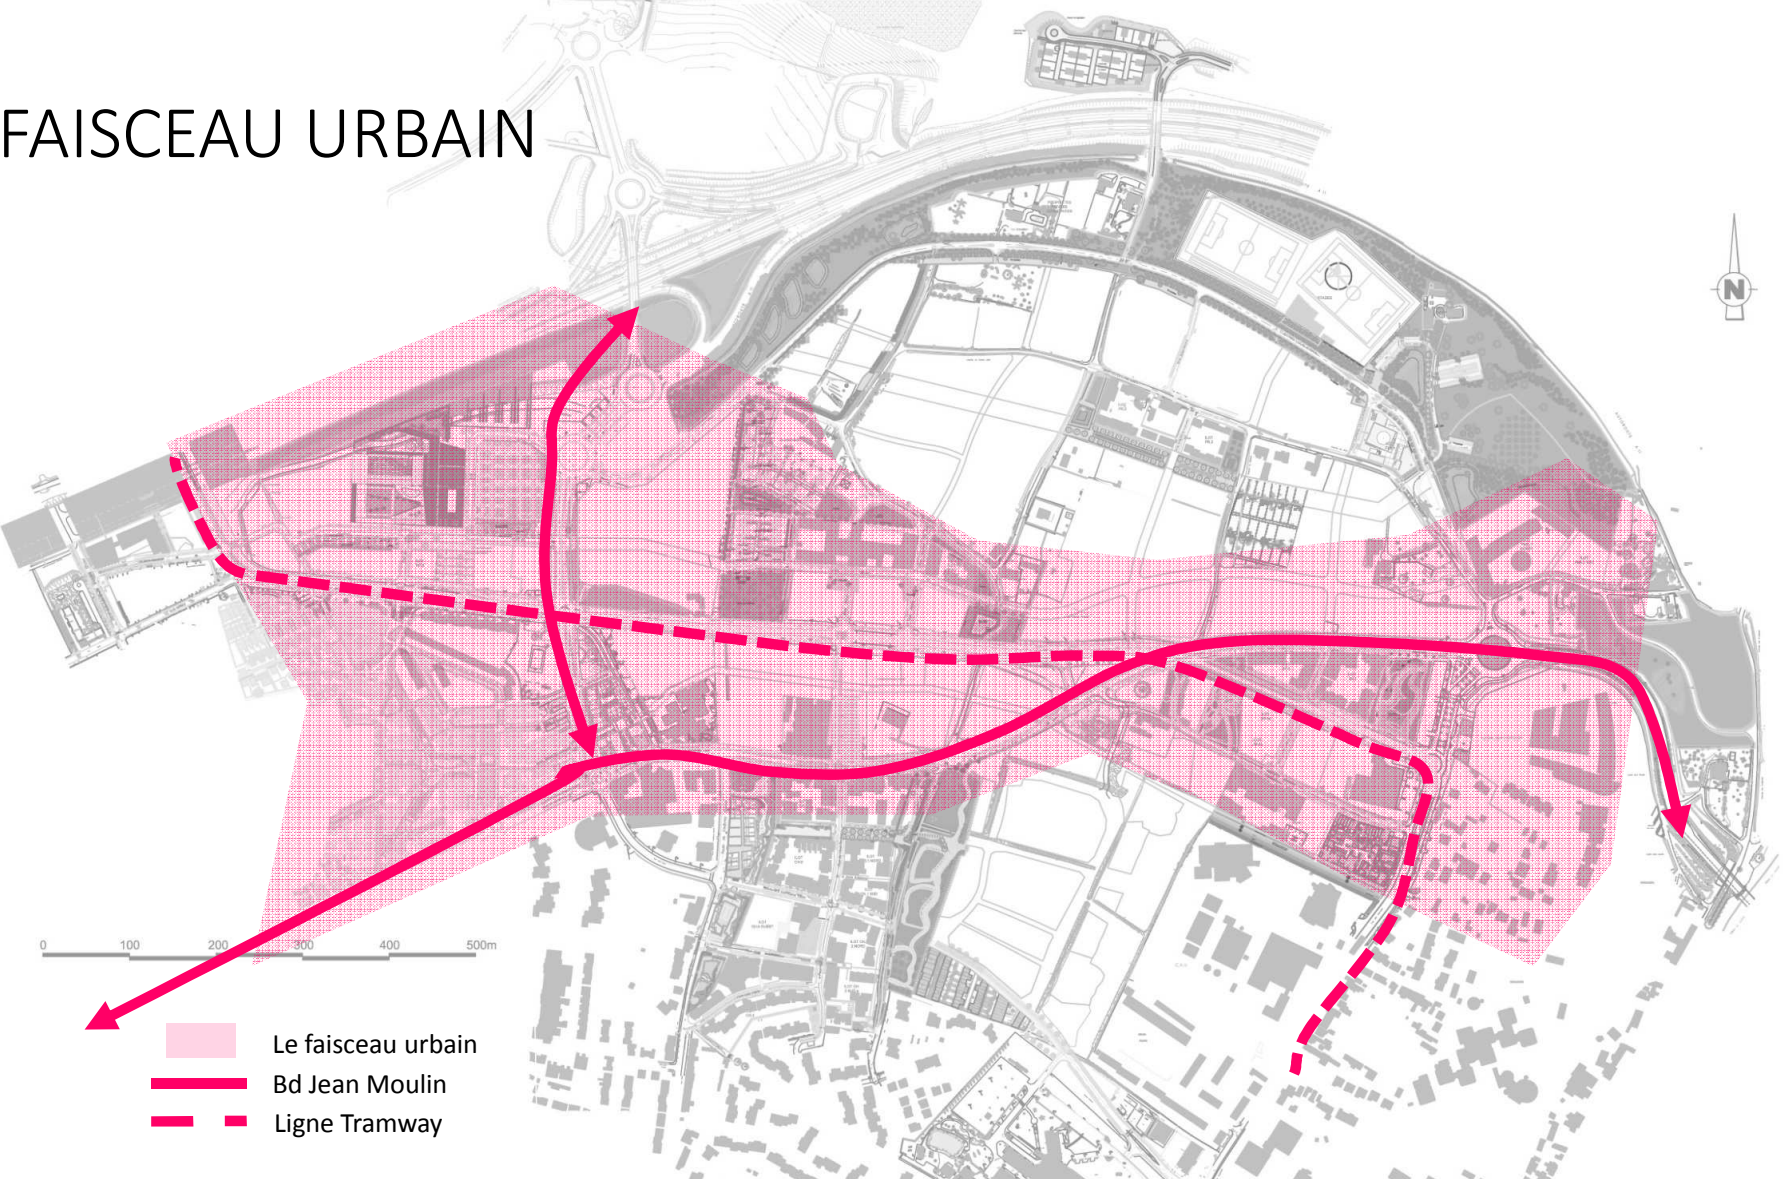 FAISCEAU URBAIN
N
0 100 200 300 400 500m
Le faisceau urbain
Bd Jean Moulin
Ligne Tramway